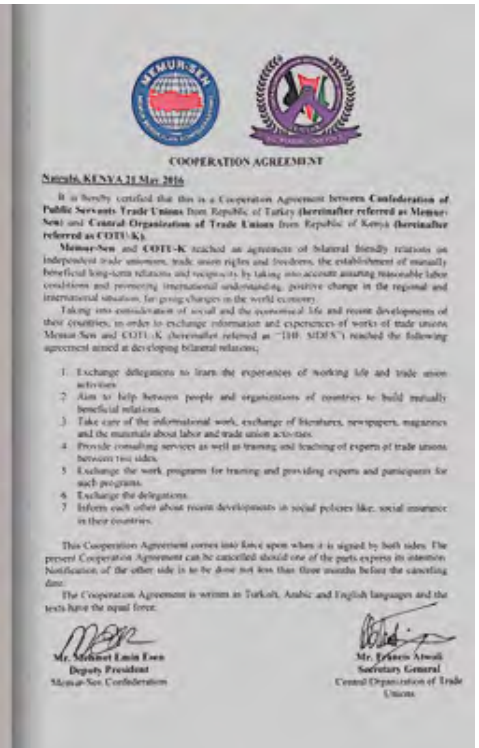 MEMUR-SEN
COOPERATION AGREEMENT
Nairobi, KENYA 21 May 2016
It is hereby certified that this is a Cooperation Agreement between Confederation of
Public Servants Trade Unions from Republic of Turkey (hereinafter referred as Memur-
Sen) and Central Organization of Trade Unions from Republic of Kenya (hereinafter
referred as COTU-K).
Memur-Sen and COTU-K reached an agreement of bilateral friendly relations on
independent trade unionism, trade union rights and freedoms, the establishment of mutually
beneficial long-term relations and reciprocity by taking into account assuring reasonable labor
conditions and promoting international understanding, positive change in the regional and
international situation, far going changes in the world economy.
Taking into consideration of social and the economical life and recent developments of
their countries, in order to exchange information and experiences of works of trade unions
Memur-Sen and COTU-K (hereinafter referred as "THE SIDES") reached the following
agreement aimed at developing bilateral relations;
1 Exchange delegations to learn the experiences of working life and trade union
activities
2 Aim to help between people and organizations of countries to build mutually
beneficial relations.
3 Take care of the informational work, exchange of literatures, newspapers, magazines
and the materials about labor and trade union activities.
4 Provide consulting services as well as training and teaching of experts of trade unions
between two sides.
5 Exchange the work programs for training and providing experts and participants for
such programs.
6 Exchange the delegations.
7 Inform each other about recent developments in social policies like, social insurance
in their countries.
This Cooperation Agreement comes into force upon when it is signed by both sides. The
present Cooperation Agreement can be cancelled should one of the parts express its intention.
Notification of the other side is to be done not less than three months before the canceling
date.
The Cooperation Agreement is written in Turkish, Arabic and English languages and the
texts have the equal force.
Mr. Mehmet Emin Esen
Deputy President
Memur-Sen Confederation
Mr. Francis Atwoli
Secretary General
Central Organization of Trade
Unions